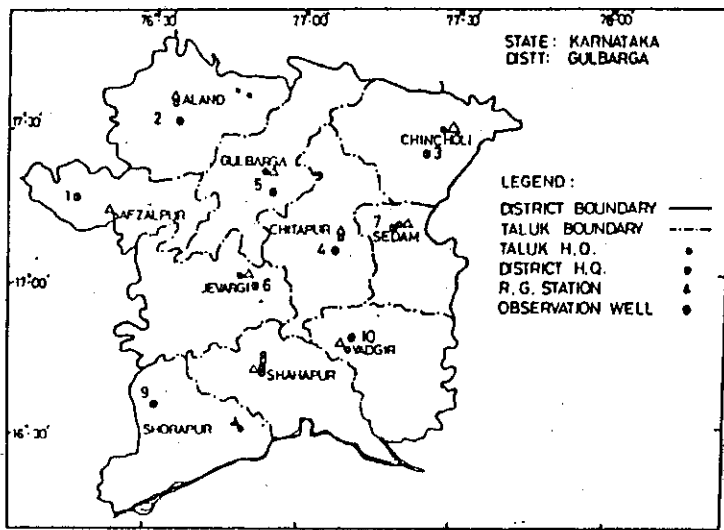 76°30' 77°00' 77°30' 78°00'
STATE: KARNATAKA
DISTT: GULBARGA
ALAND
2
17°30'
CHINCHOLI
3
GULBARGA
5
1
AFZALPUR
CHITAPUR
4
7
SEDAM
LEGEND:
DISTRICT BOUNDARY
TALUK BOUNDARY
TALUK H.Q.
DISTRICT H.Q.
R.G. STATION
OBSERVATION WELL
17°00'
JEVARGI
6
10
YADGIR
8
SHAHAPUR
9
16°30'
SHORAPUR